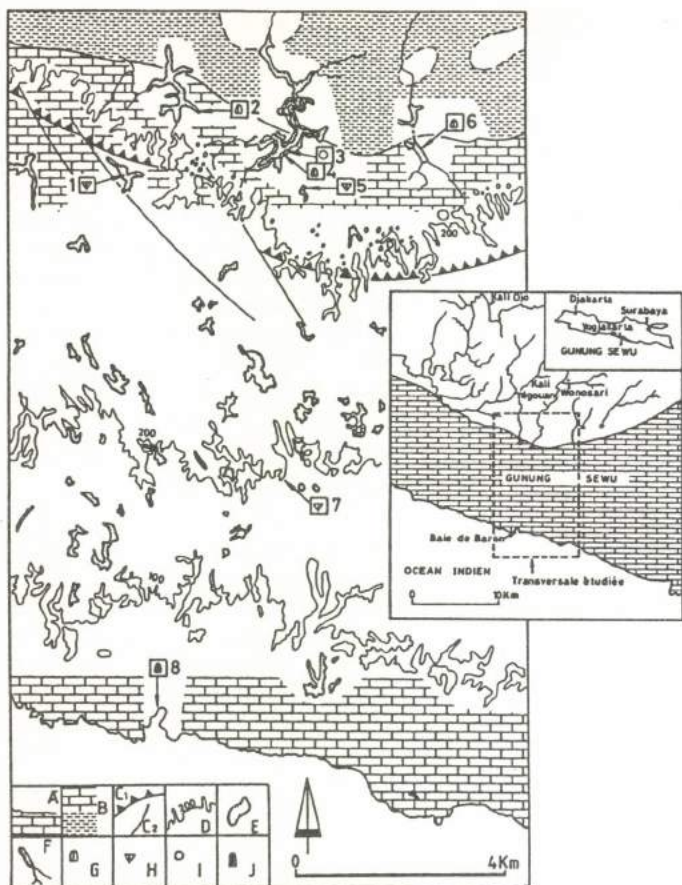 2
3
6
4
1
5
200
Kali Ojo
Djakarta
Surabaya
Yogjakarta
GUNUNG SEWU
Kali
Wonosari
200
GUNUNG SEWU
7
Baie de Baron
OCEAN INDIEN
Transversale étudiée
0 10Km
100
8
A B C1 C2 D 200 E
F G H I J
0 4Km